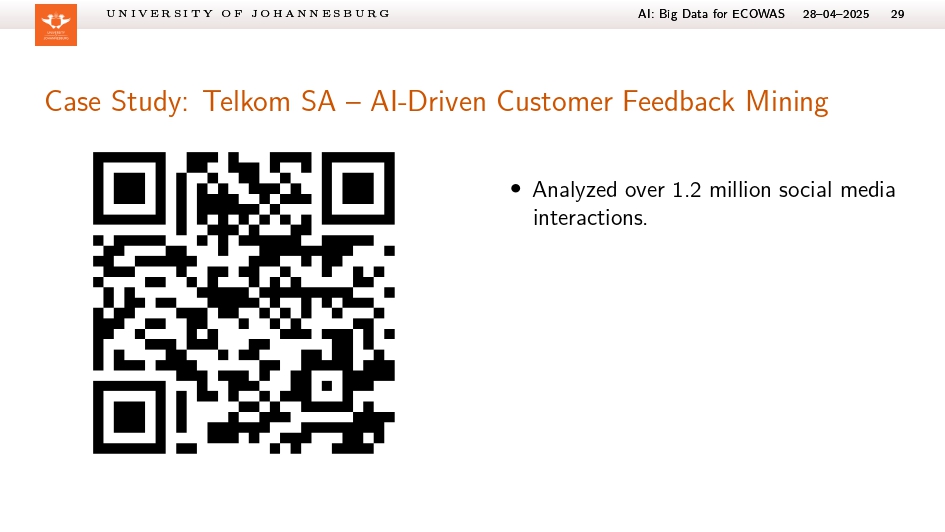 UNIVERSITY OF JOHANNESBURG
AI: Big Data for ECOWAS 28–04–2025 29
Case Study: Telkom SA – AI-Driven Customer Feedback Mining
• Analyzed over 1.2 million social media
interactions.